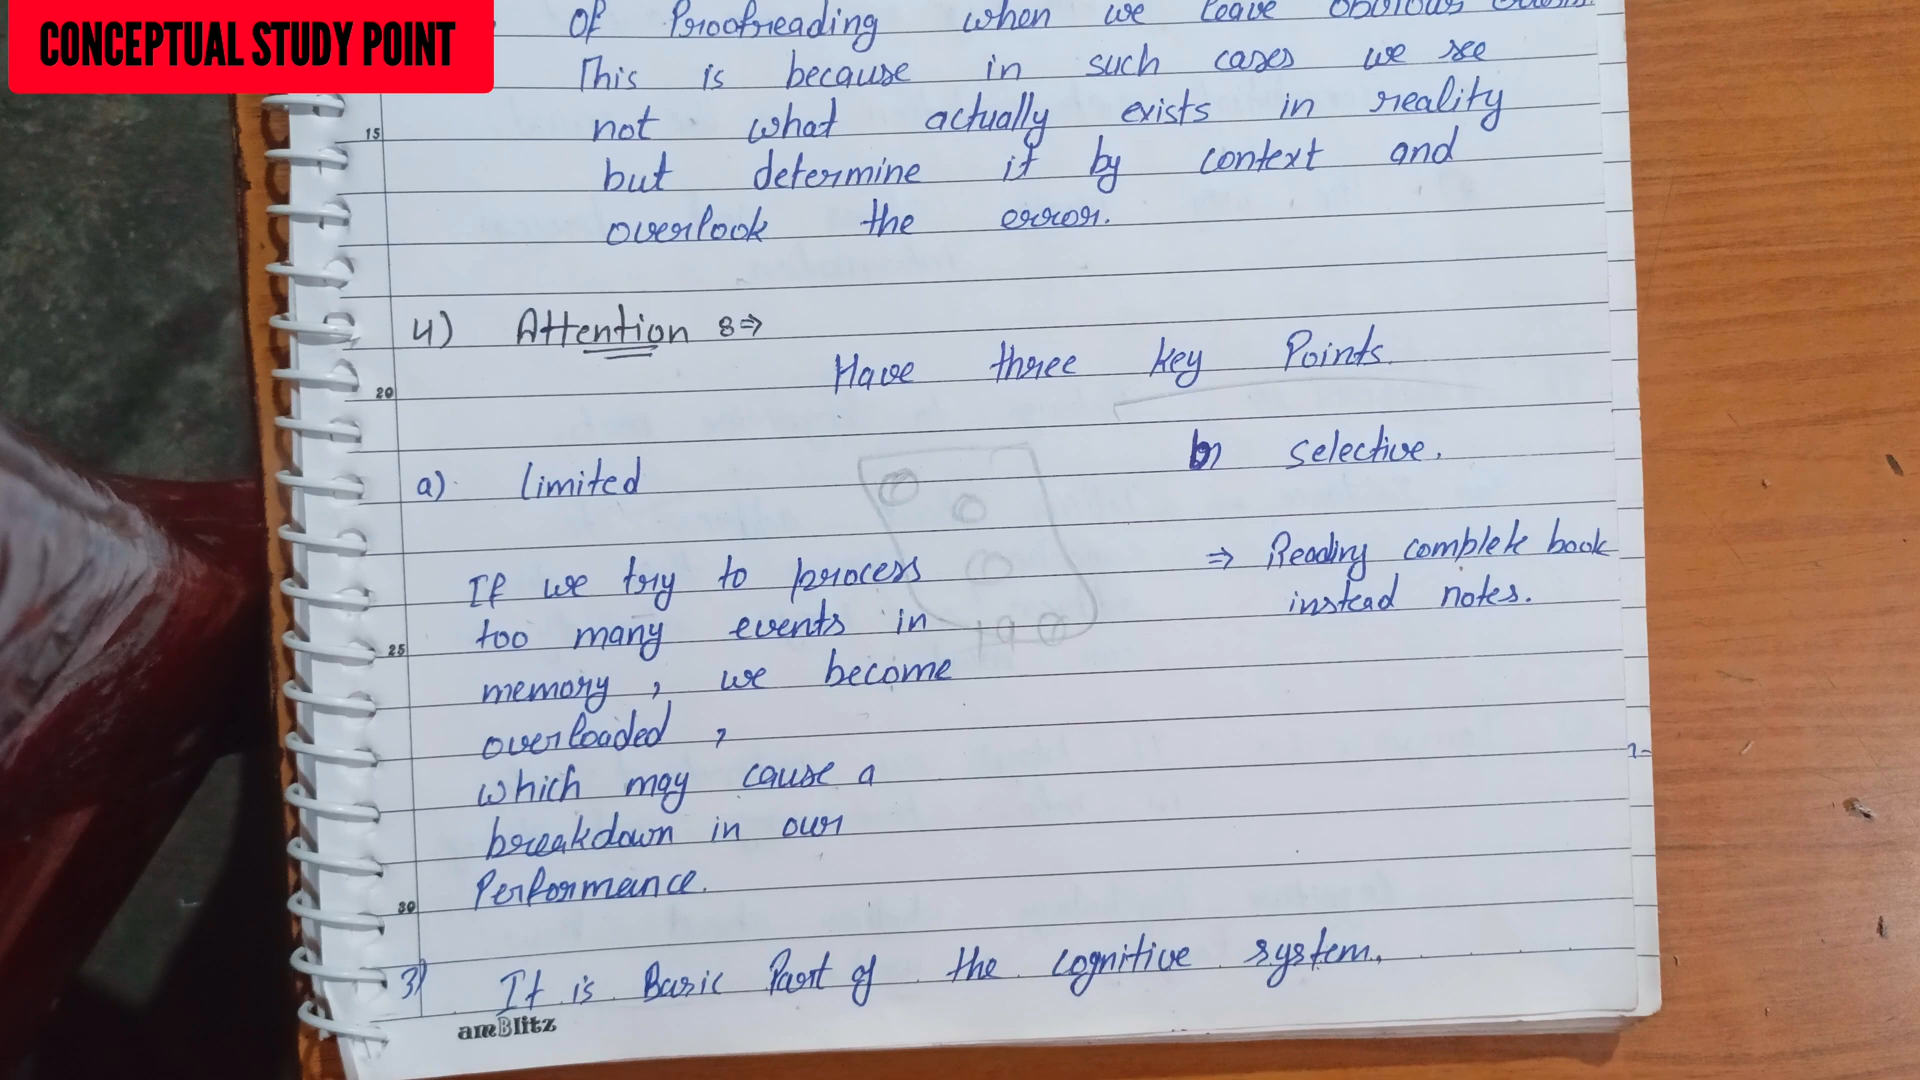 CONCEPTUAL STUDY POINT
of Proofreading when we leave obvious
This is because in such cases we see
15
not what actually exists in reality
but determine it by context and
overlook the error.
4) Attention :⇒
Have three key Points.
20
a) limited
b) selective.
If we try to process
too many events in
25
memory, we become
overloaded,
which may cause a
breakdown in our
Performance.
⇒ Reading complete book
instead notes.
30
3) It is Basic Part of the cognitive system.
amBlitz